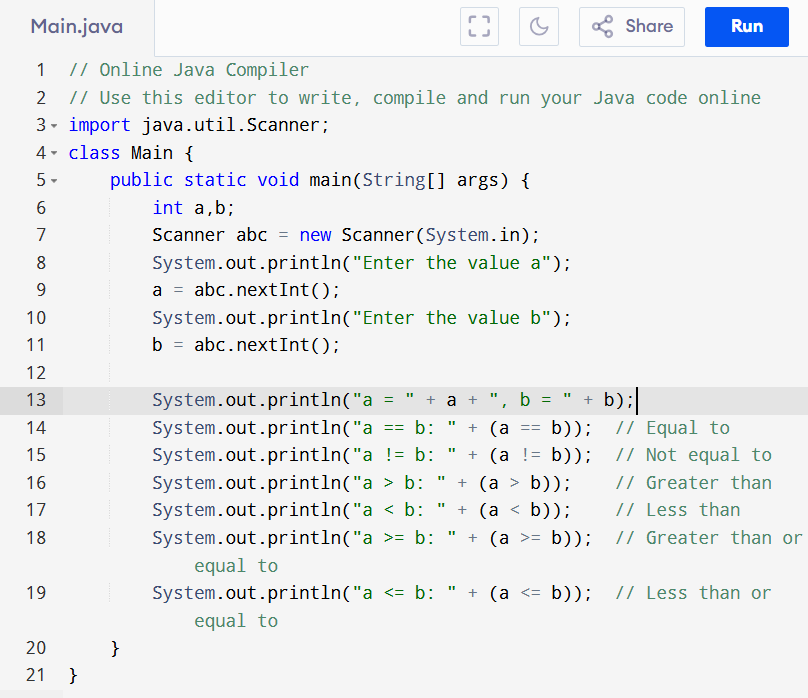 Main.java
Share
Run
1 // Online Java Compiler
2 // Use this editor to write, compile and run your Java code online
3 import java.util.Scanner;
4 class Main {
5 public static void main(String[] args) {
6 int a,b;
7 Scanner abc = new Scanner(System.in);
8 System.out.println("Enter the value a");
9 a = abc.nextInt();
10 System.out.println("Enter the value b");
11 b = abc.nextInt();
12
13 System.out.println("a = " + a + ", b = " + b);
14 System.out.println("a == b: " + (a == b)); // Equal to
15 System.out.println("a != b: " + (a != b)); // Not equal to
16 System.out.println("a > b: " + (a > b)); // Greater than
17 System.out.println("a < b: " + (a < b)); // Less than
18 System.out.println("a >= b: " + (a >= b)); // Greater than or
equal to
19 System.out.println("a <= b: " + (a <= b)); // Less than or
equal to
20 }
21 }